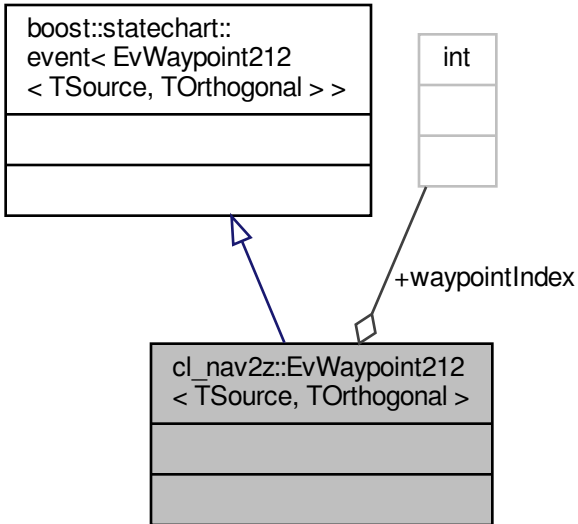 boost::statechart::
event< EvWaypoint212
< TSource, TOrthogonal > >
int
+waypointIndex
cl_nav2z::EvWaypoint212
< TSource, TOrthogonal >